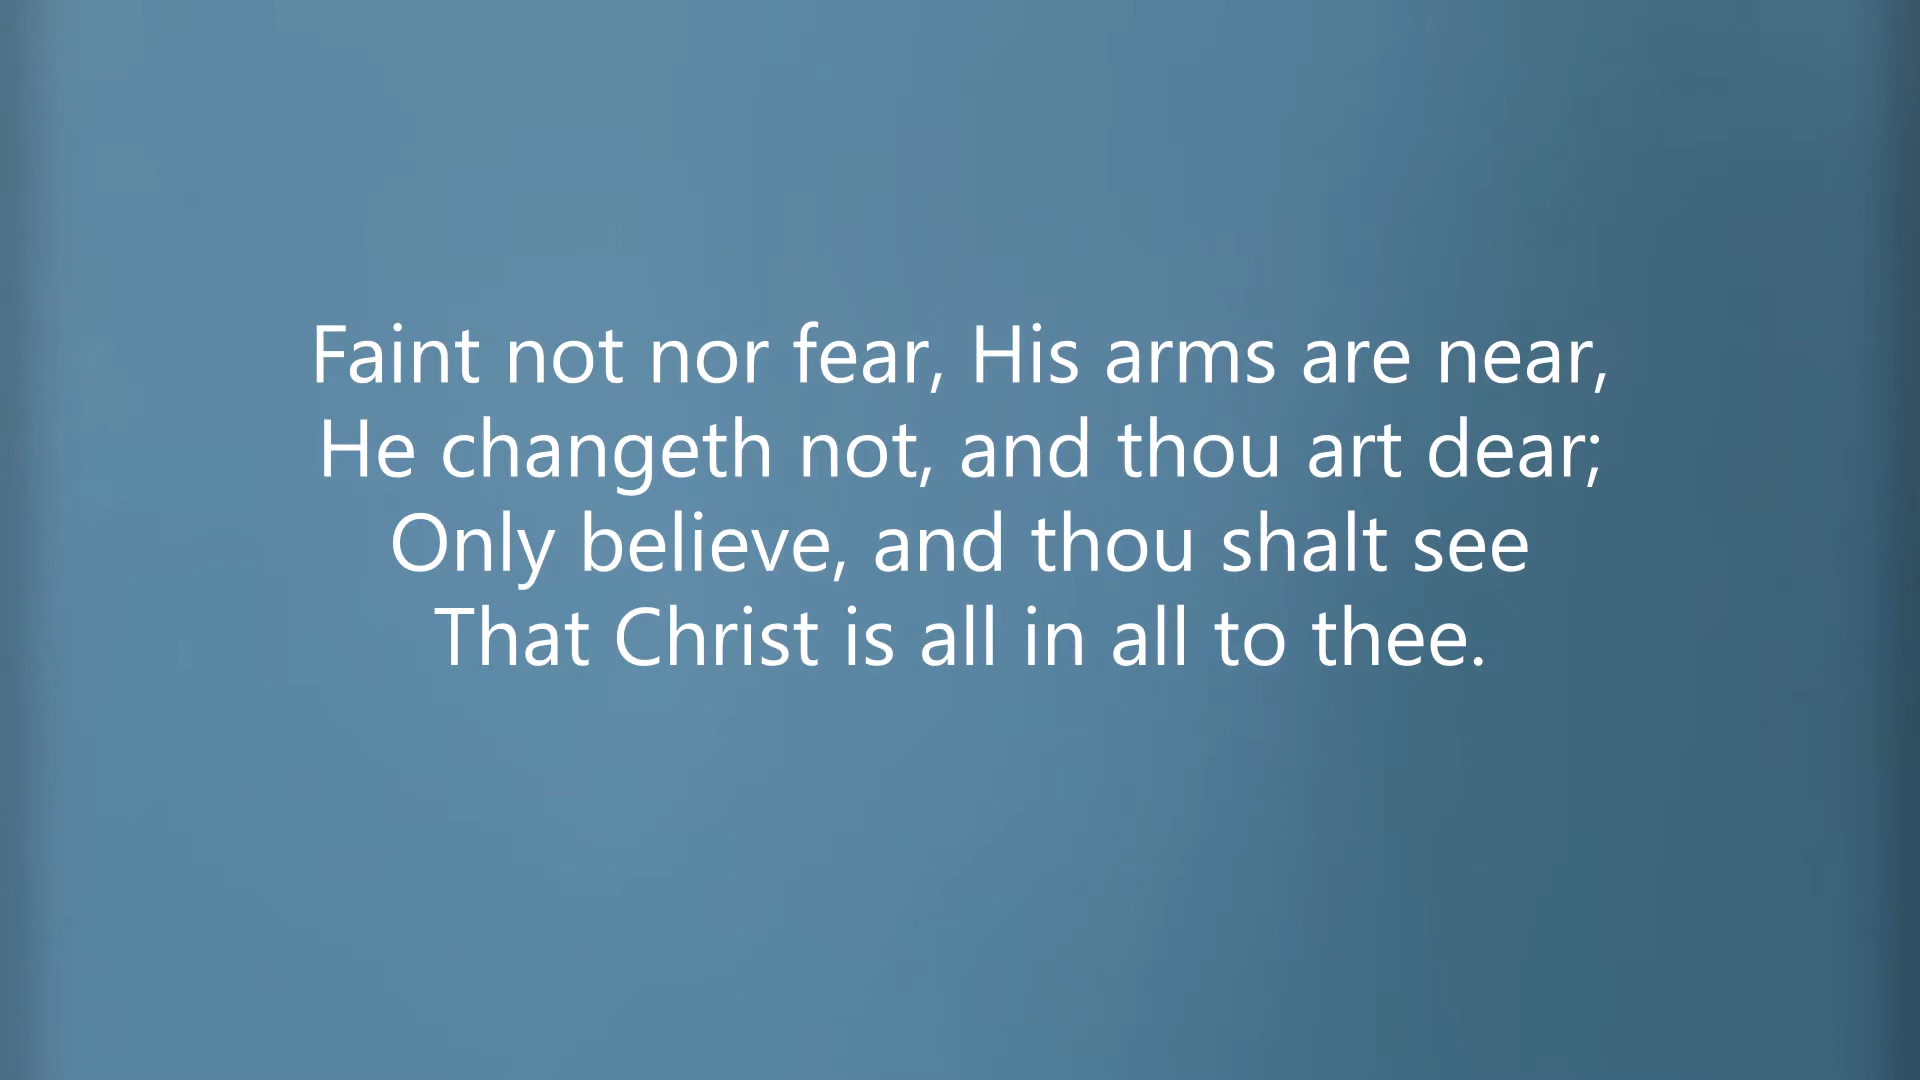 Faint not nor fear, His arms are near,
He changeth not, and thou art dear;
Only believe, and thou shalt see
That Christ is all in all to thee.